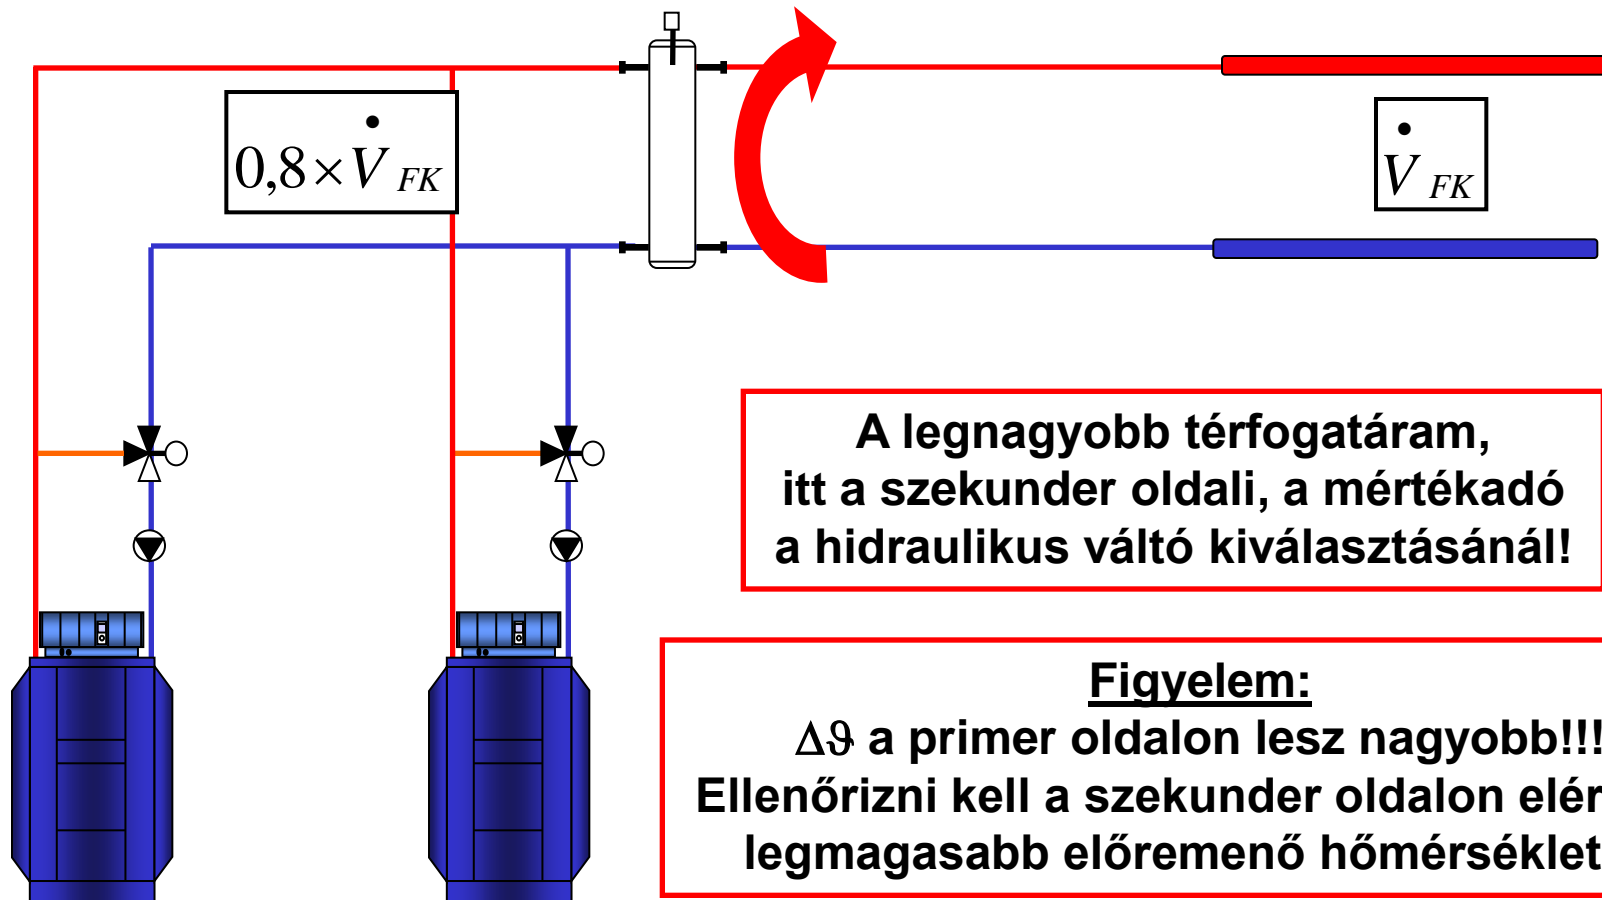 0,8×V̇ FK
V̇ FK
A legnagyobb térfogatáram,
itt a szekunder oldali, a mértékadó
a hidraulikus váltó kiválasztásánál!
Figyelem:
Δϑ a primer oldalon lesz nagyobb!!!
Ellenőrizni kell a szekunder oldalon elér
legmagasabb előremenő hőmérséklet